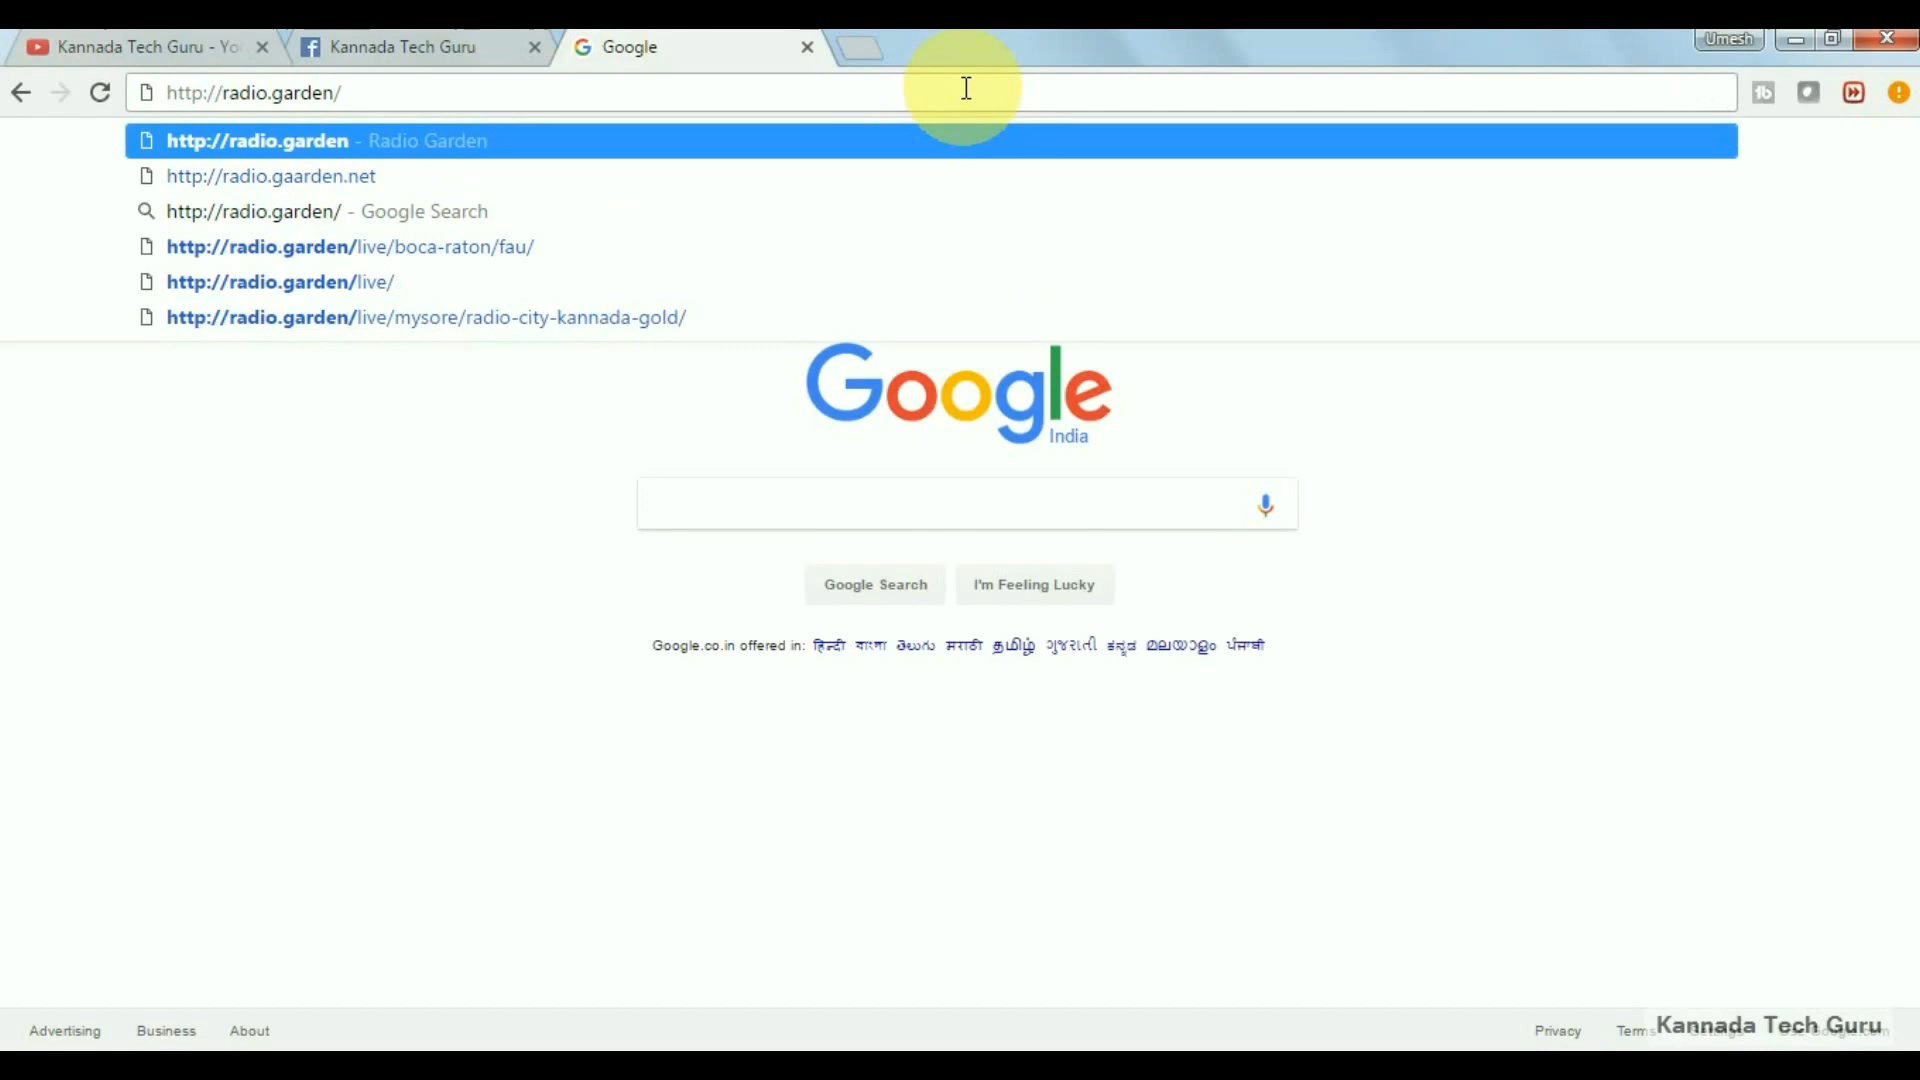 Kannada Tech Guru - Yo
Kannada Tech Guru
Google
Umesh
http://radio.garden/
http://radio.garden - Radio Garden
http://radio.gaarden.net
http://radio.garden/ - Google Search
http://radio.garden/live/boca-raton/fau/
http://radio.garden/live/
http://radio.garden/live/mysore/radio-city-kannada-gold/
Google
India
Google Search
I'm Feeling Lucky
Google.co.in offered in: हिन्दी বাংলা తెలుగు मराठी தமிழ் ગુજરાતી ಕನ್ನಡ മലയാളം ਪੰਜਾਬੀ
Advertising Business About
Privacy Terms
Kannada Tech Guru